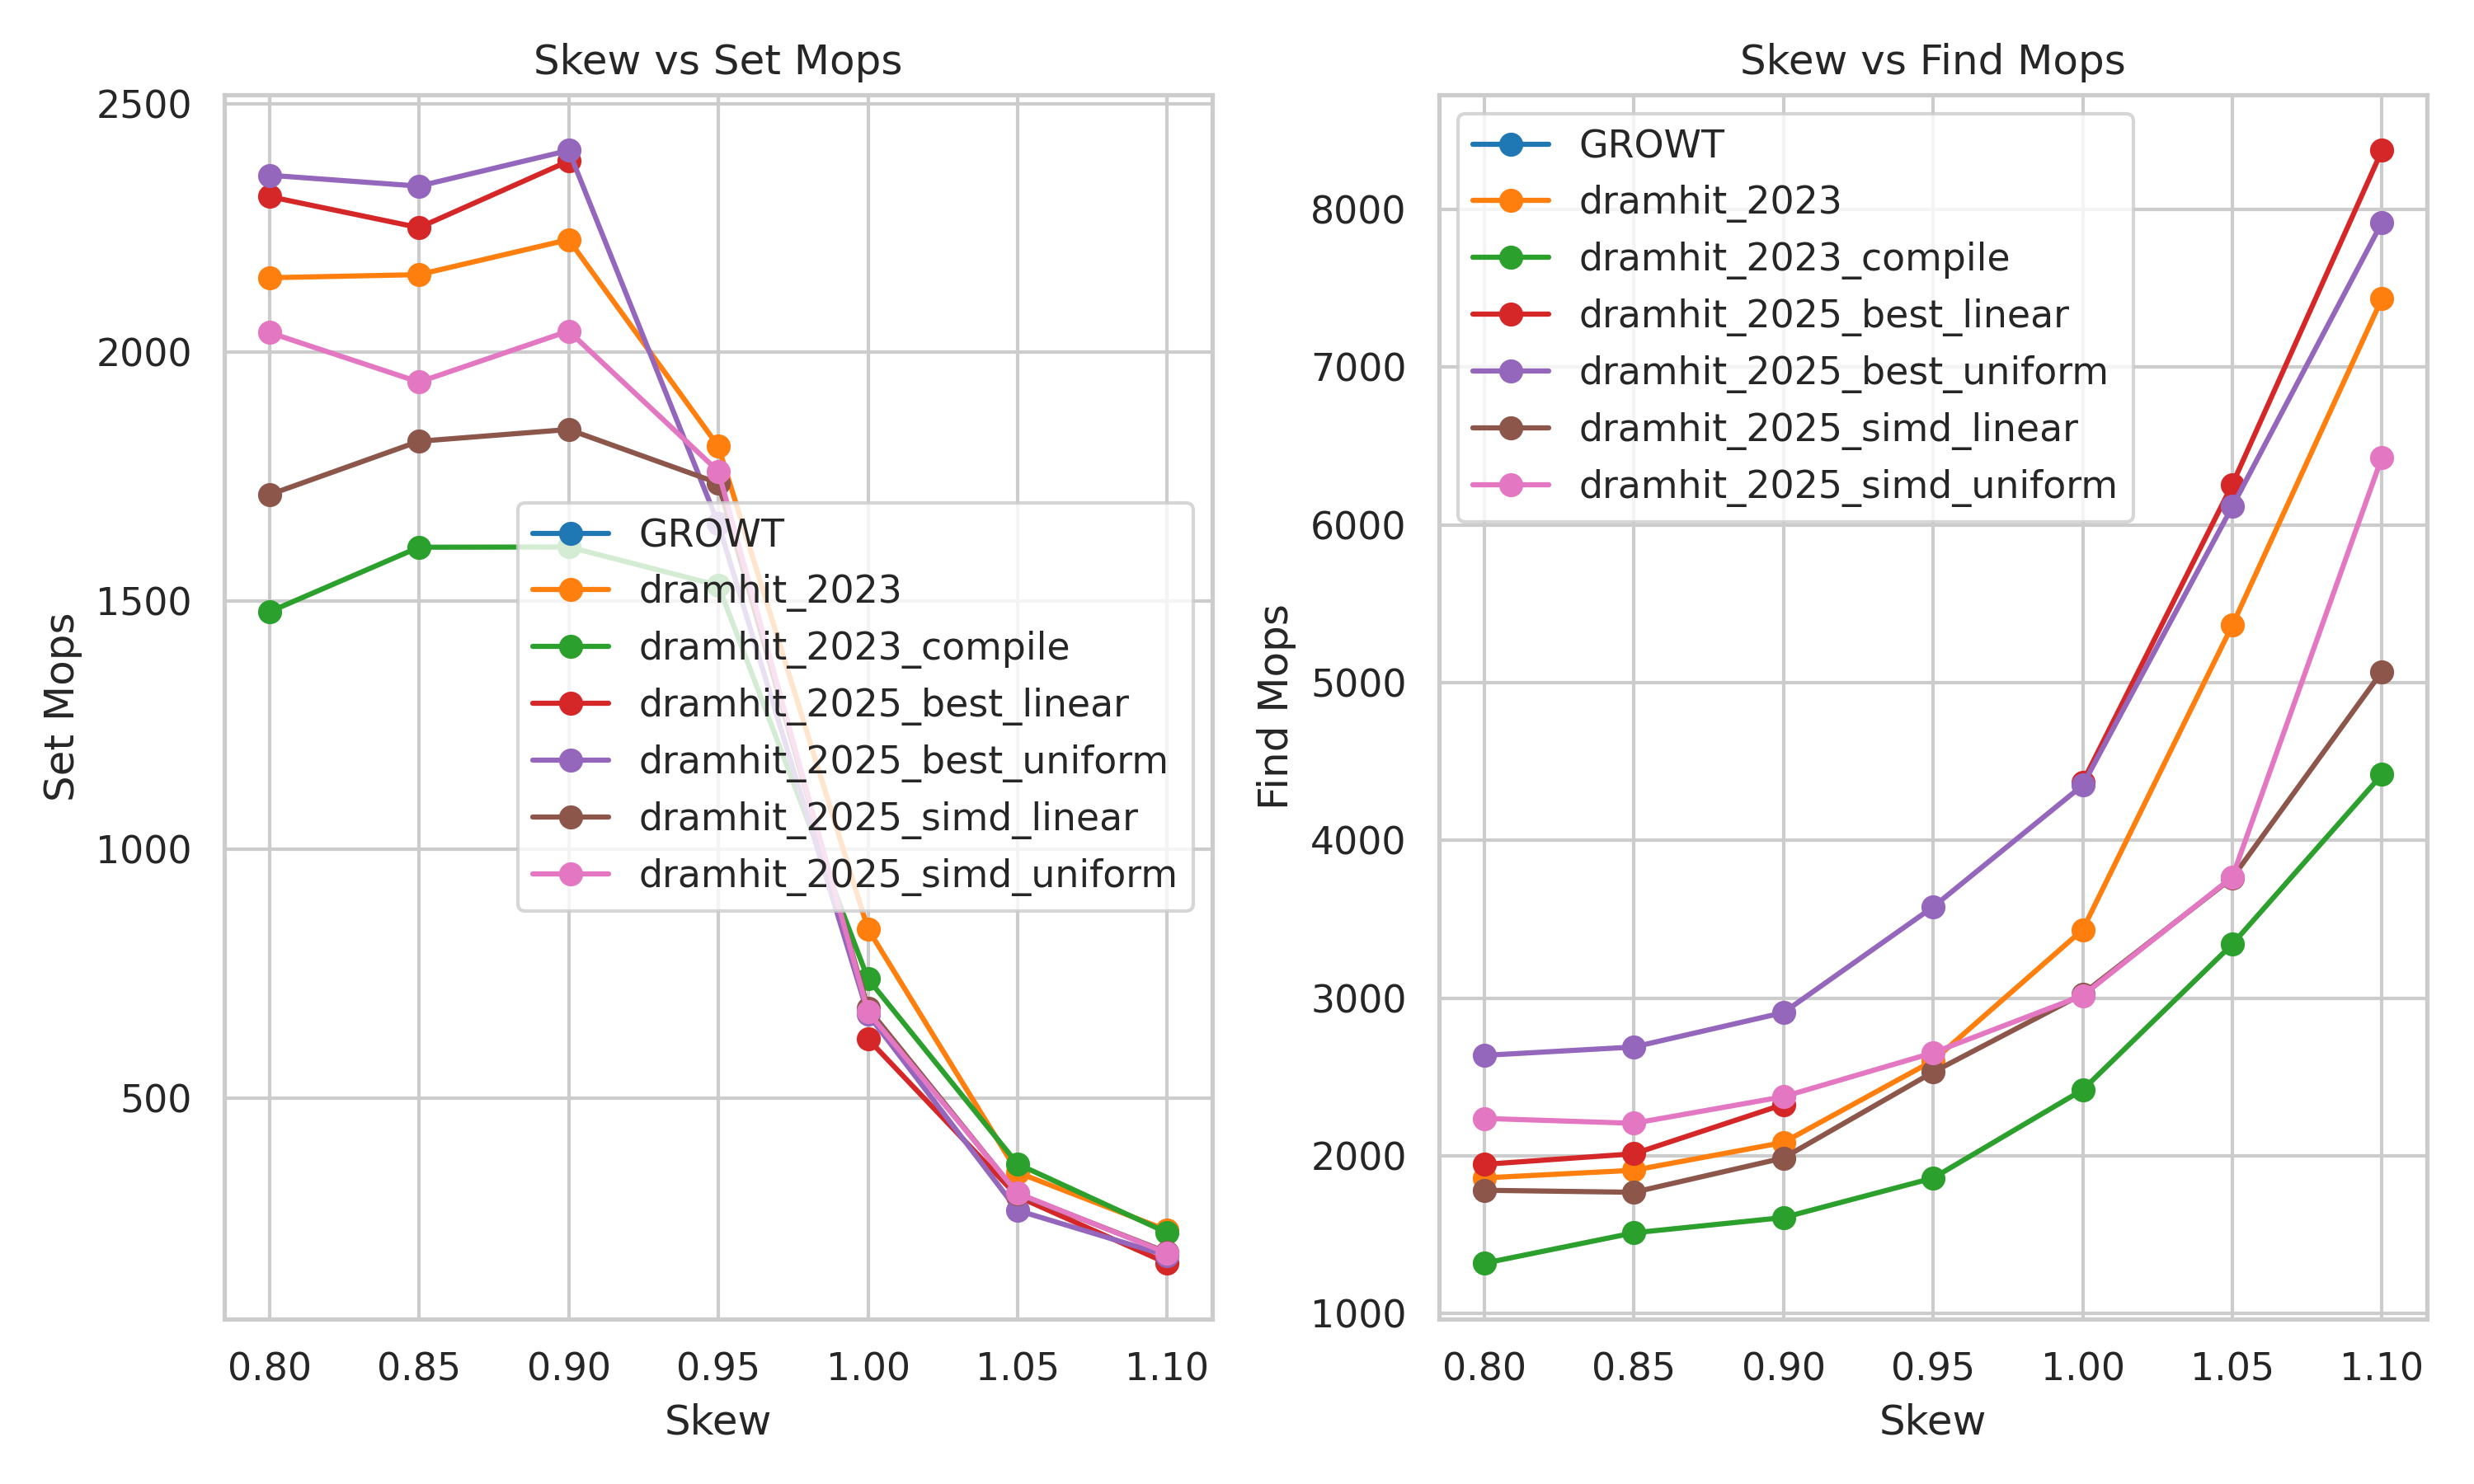 Skew vs Set Mops
2500
2000
1500
1000
500
Set Mops
GROWT
dramhit_2023
dramhit_2023_compile
dramhit_2025_best_linear
dramhit_2025_best_uniform
dramhit_2025_simd_linear
dramhit_2025_simd_uniform
0.80 0.85 0.90 0.95 1.00 1.05 1.10
Skew
Skew vs Find Mops
8000
7000
6000
5000
4000
3000
2000
1000
Find Mops
GROWT
dramhit_2023
dramhit_2023_compile
dramhit_2025_best_linear
dramhit_2025_best_uniform
dramhit_2025_simd_linear
dramhit_2025_simd_uniform
0.80 0.85 0.90 0.95 1.00 1.05 1.10
Skew